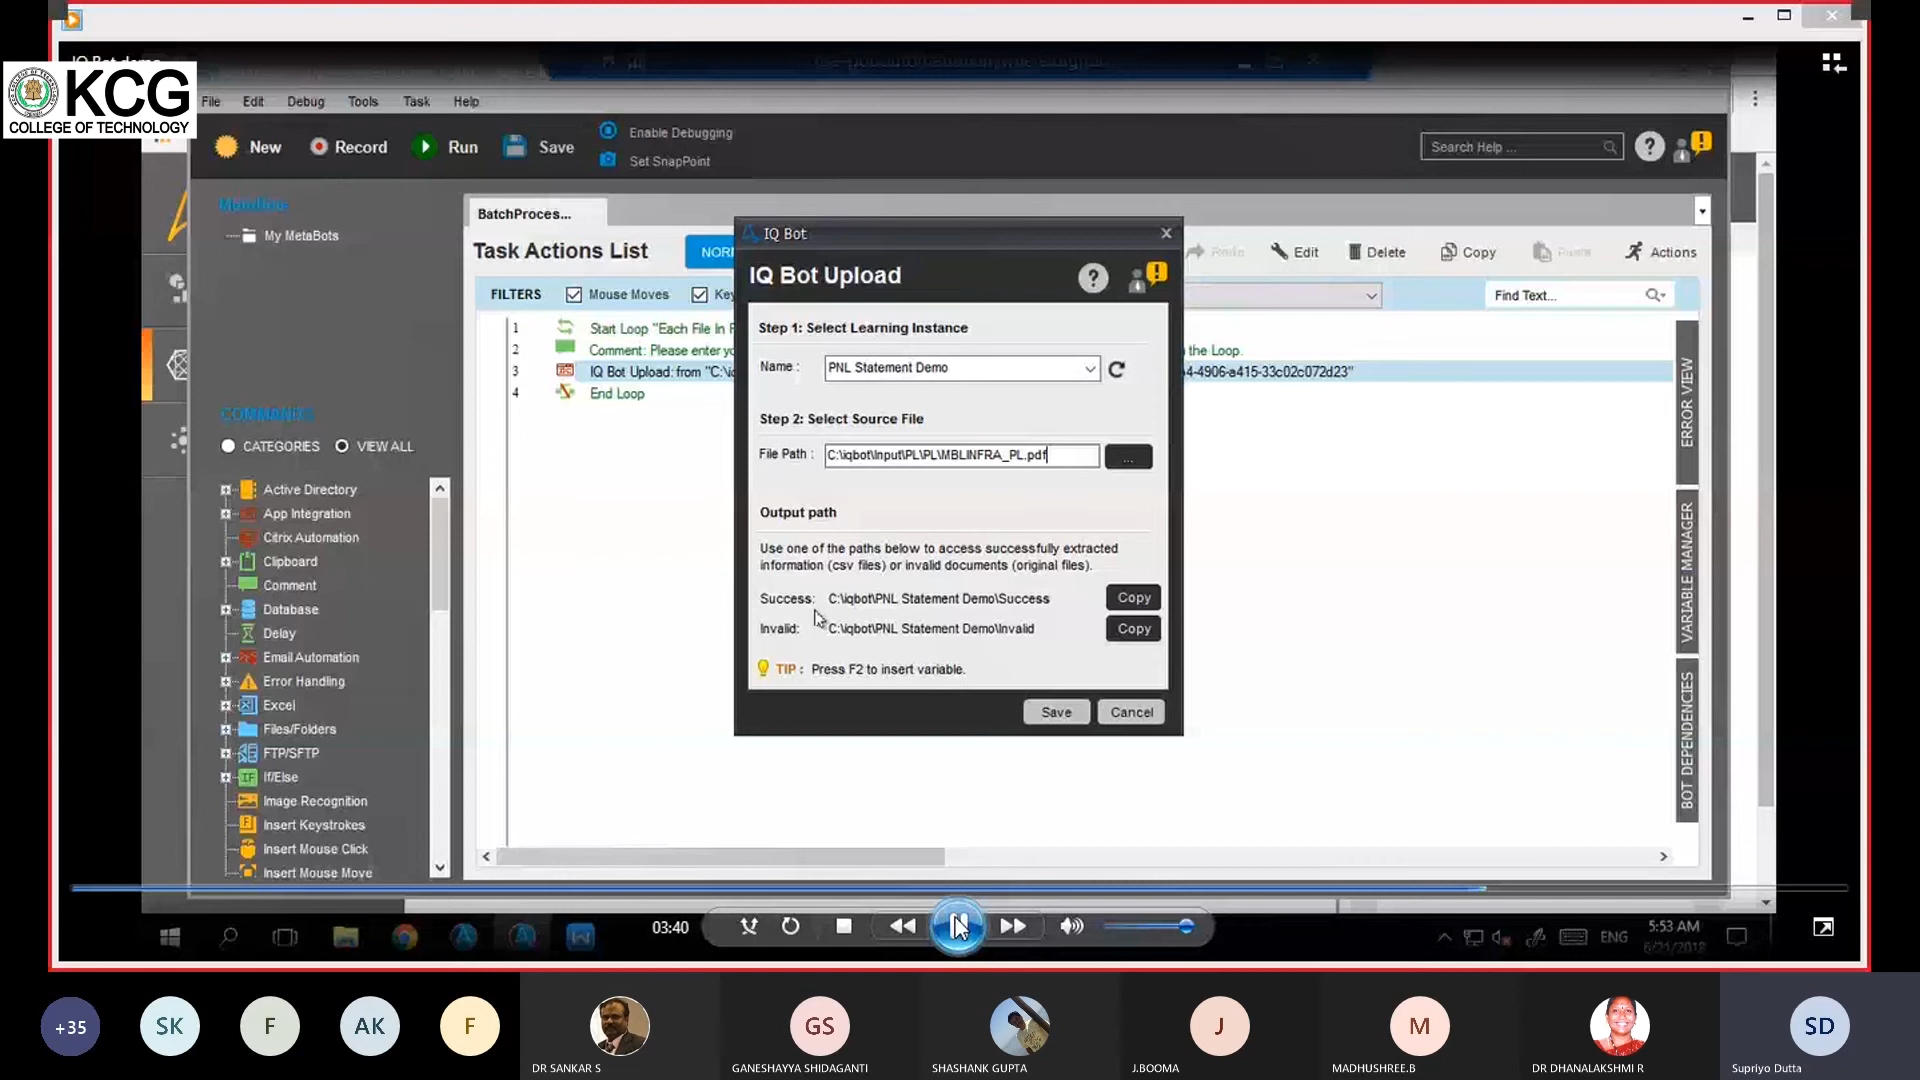 KCG
COLLEGE OF TECHNOLOGY
File Edit Debug Tools Task Help
New Record Run Save
Enable Debugging
Set SnapPoint
Search Help ...
My MetaBots
BatchProces...
Task Actions List
Edit Delete Copy Actions
FILTERS Mouse Moves
Find Text...
1 Start Loop "Each File In F
2 Comment: Please enter yo
the Loop.
3 IQ Bot Upload: from "C:\i
4-4906-a415-33c02c072d23"
4 End Loop
COMMANDS
CATEGORIES VIEW ALL
Active Directory
App Integration
Citrix Automation
Clipboard
Comment
Database
Delay
Email Automation
Error Handling
Excel
Files/Folders
FTP/SFTP
If/Else
Image Recognition
Insert Keystrokes
Insert Mouse Click
Insert Mouse Move
IQ Bot
IQ Bot Upload
Step 1: Select Learning Instance
Name : PNL Statement Demo
Step 2: Select Source File
File Path : C:\iqbot\Input\PL\PL\MBLINFRA_PL.pdf
...
Output path
Use one of the paths below to access successfully extracted
information (csv files) or invalid documents (original files).
Success: C:\iqbot\PNL Statement Demo\Success Copy
Invalid: C:\iqbot\PNL Statement Demo\Invalid Copy
TIP : Press F2 to insert variable.
Save Cancel
ERROR VIEW
VARIABLE MANAGER
BOT DEPENDENCIES
03:40
ENG
5:53 AM
6/21/2018
+35 SK F AK F GS J M SD
DR SANKAR S
GANESHAYYA SHIDAGANTI
SHASHANK GUPTA
J.BOOMA
MADHUSHREE.B
DR DHANALAKSHMI R
Supriyo Dutta